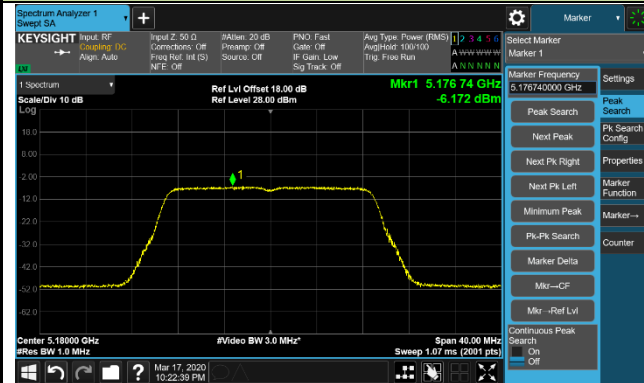 Spectrum Analyzer 1
Swept SA
Marker
KEYSIGHT
Input: RF
Coupling: DC
Align: Auto
Input Z: 50 Ω
Corrections: Off
Freq Ref: Int (S)
NFE: Off
#Atten: 20 dB
Preamp: Off
Source: Off
PNO: Fast
Gate: Off
IF Gain: Low
Sig Track: Off
Avg Type: Power (RMS)
Avg|Hold: 100/100
Trig: Free Run
1 2 3 4 5 6
A W W W W W
A N N N N N
LXI
Select Marker
Marker 1
1 Spectrum
Scale/Div 10 dB
Log
Ref Lvl Offset 18.00 dB
Ref Level 28.00 dBm
Mkr1 5.176 74 GHz
-6.172 dBm
18.0
8.00
-2.00
-12.0
-22.0
-32.0
-42.0
-52.0
-62.0
1
Center 5.18000 GHz
#Res BW 1.0 MHz
#Video BW 3.0 MHz*
Span 40.00 MHz
Sweep 1.07 ms (2001 pts)
Mar 17, 2020
10:22:39 PM
Marker Frequency
5.176740000 GHz
Peak Search
Next Peak
Next Pk Right
Next Pk Left
Minimum Peak
Pk-Pk Search
Marker Delta
Mkr→CF
Mkr→Ref Lvl
Continuous Peak
Search
On
Off
Settings
Peak
Search
Pk Search
Config
Properties
Marker
Function
Marker→
Counter